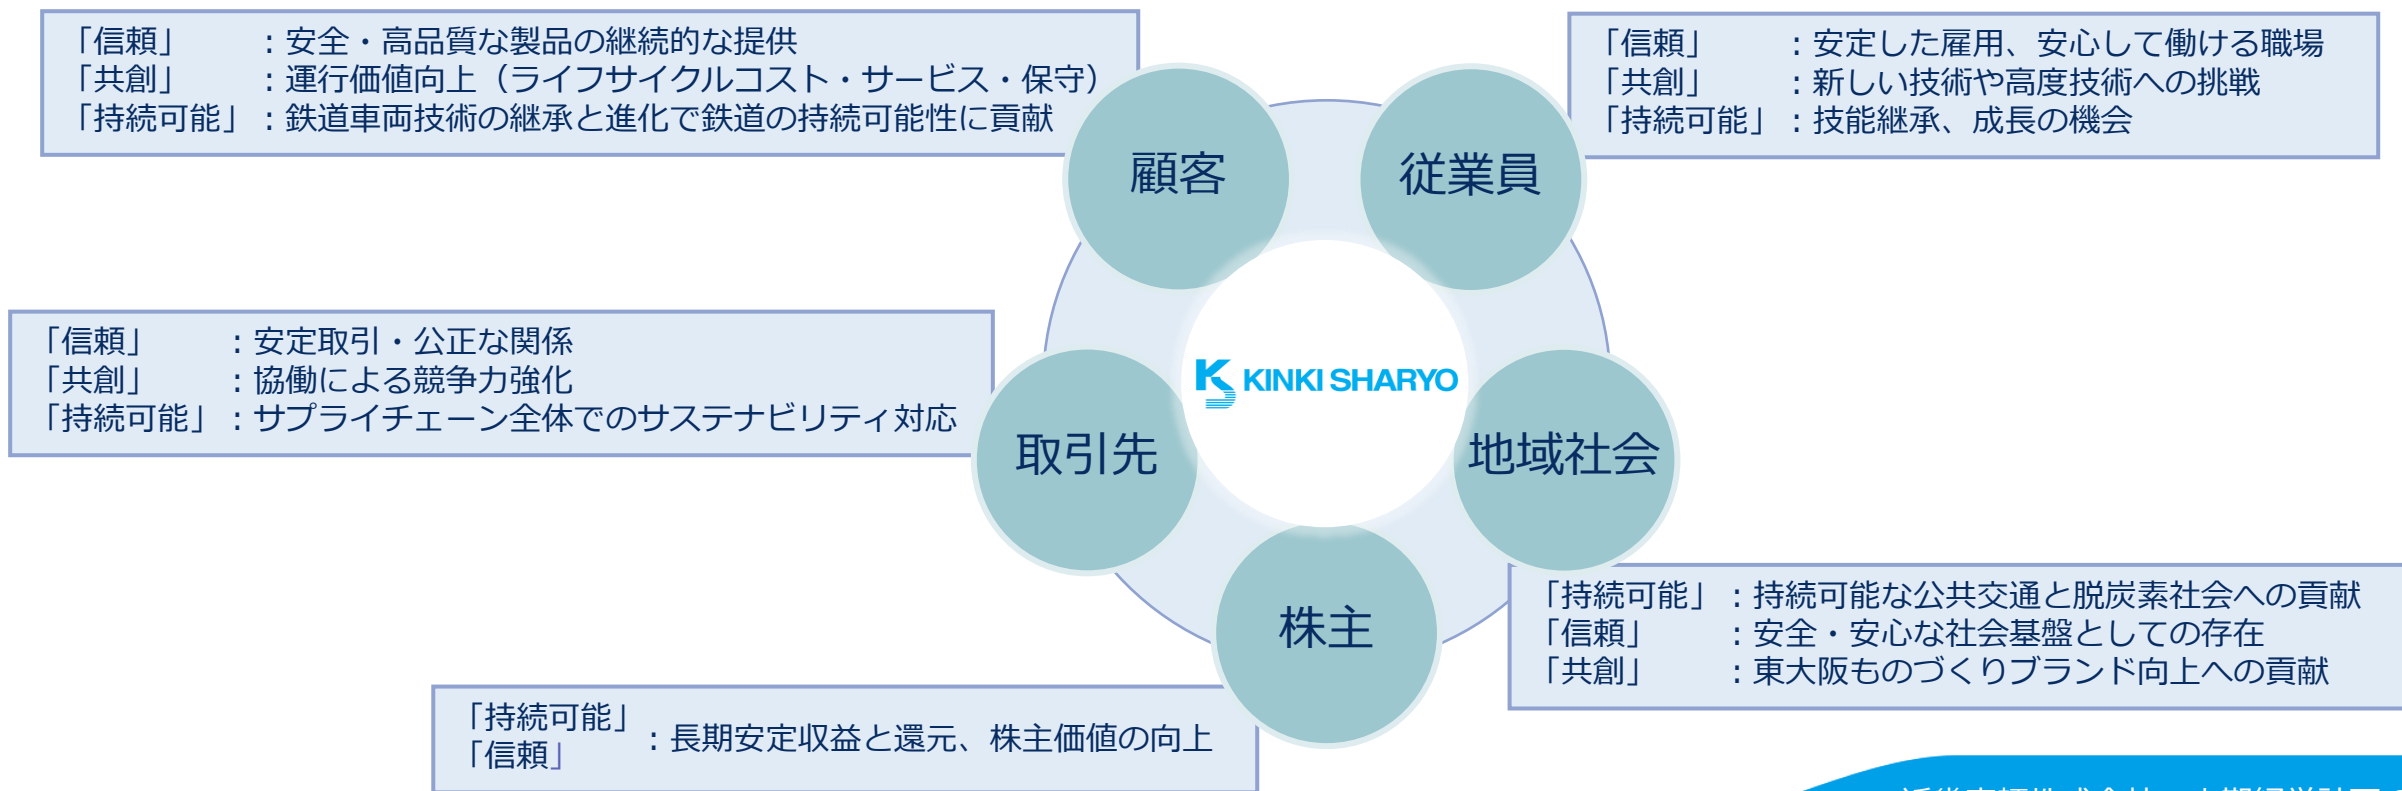 「信頼」　　：安全・高品質な製品の継続的な提供
「共創」　　：運行価値向上（ライフサイクルコスト・サービス・保守）
「持続可能」：鉄道車両技術の継承と進化で鉄道の持続可能性に貢献
「信頼」　　：安定した雇用、安心して働ける職場
「共創」　　：新しい技術や高度技術への挑戦
「持続可能」：技能継承、成長の機会
顧客
従業員
「信頼」　　：安定取引・公正な関係
「共創」　　：協働による競争力強化
「持続可能」：サプライチェーン全体でのサステナビリティ対応
KINKI SHARYO
取引先
地域社会
「持続可能」：持続可能な公共交通と脱炭素社会への貢献
「信頼」　　：安全・安心な社会基盤としての存在
「共創」　　：東大阪ものづくりブランド向上への貢献
株主
「持続可能」
「信頼」
：長期安定収益と還元、株主価値の向上